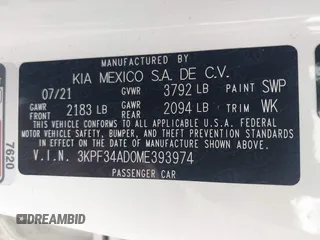 MANUFACTURED BY
KIA MEXICO S.A. DE C.V.
07/21 GVWR 3792 LB PAINT SWP
GAWR FRONT 2183 LB GAWR REAR 2094 LB TRIM WK
THIS VEHICLE CONFORMS TO ALL APPLICABLE U.S. FEDERAL
MOTOR VEHICLE SAFETY, BUMPER, AND THEFT PREVENTION
STANDARDS IN EFFECT ON THE DATE OF MANUFACTURE SHOWN ABOVE.
V.I.N. 3KPF34AD0ME393974
PASSENGER CAR
7620
DREAMBID